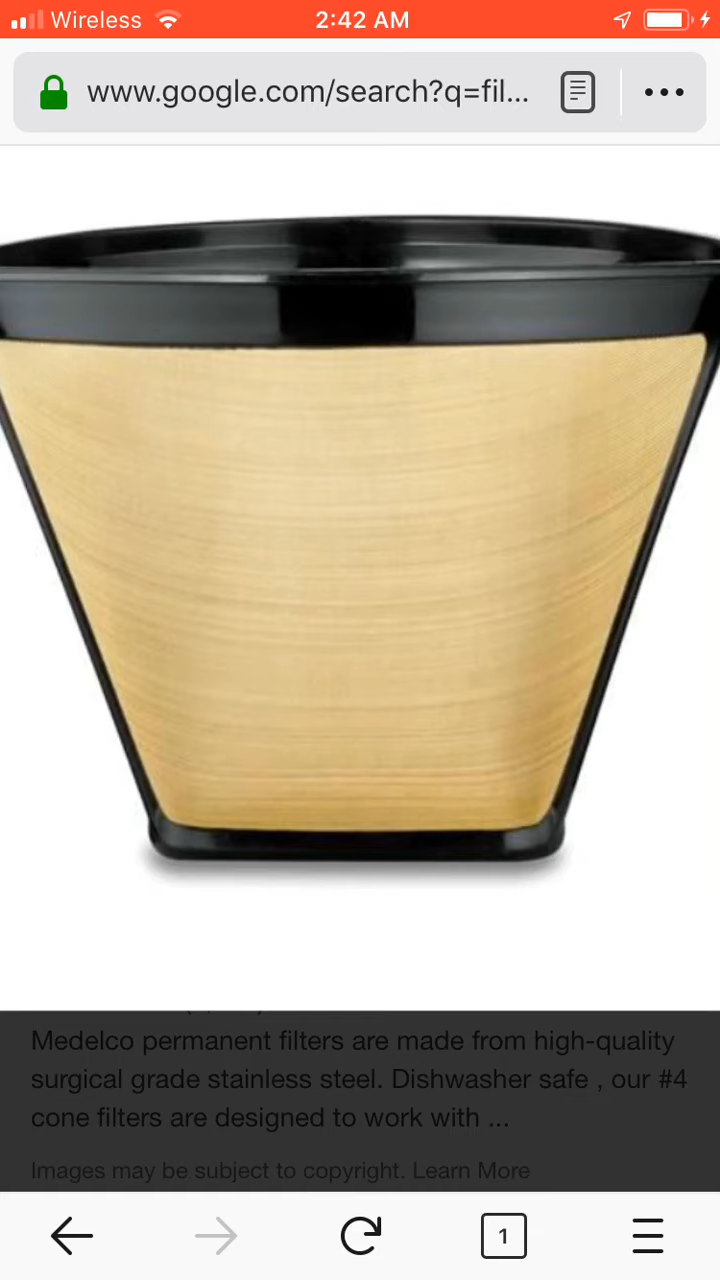 Wireless 2:42 AM
www.google.com/search?q=fil...
Medelco permanent filters are made from high-quality
surgical grade stainless steel. Dishwasher safe , our #4
cone filters are designed to work with ...
Images may be subject to copyright. Learn More
1